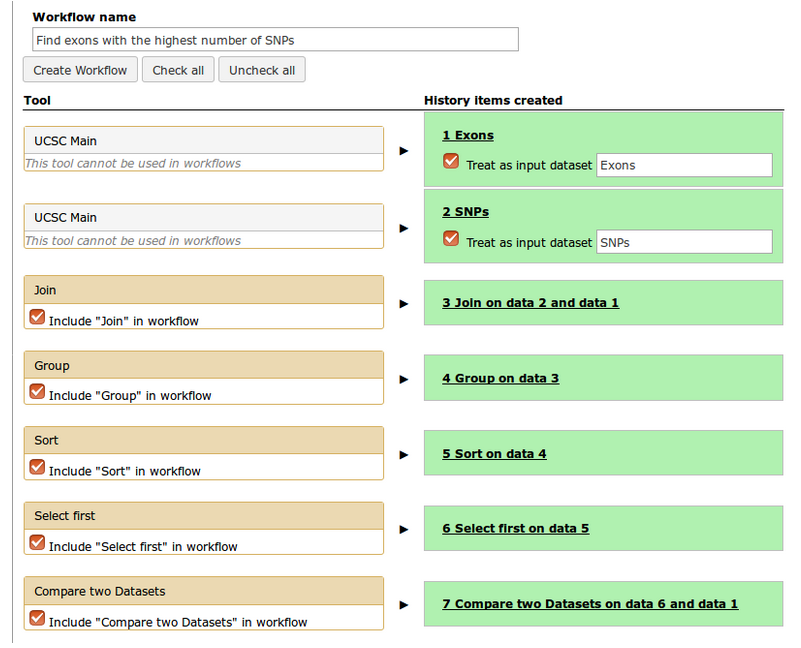 Workflow name
Find exons with the highest number of SNPs
Create Workflow Check all Uncheck all
Tool History items created
UCSC Main
This tool cannot be used in workflows
1 Exons
Treat as input dataset Exons
UCSC Main
This tool cannot be used in workflows
2 SNPs
Treat as input dataset SNPs
Join
Include "Join" in workflow
3 Join on data 2 and data 1
Group
Include "Group" in workflow
4 Group on data 3
Sort
Include "Sort" in workflow
5 Sort on data 4
Select first
Include "Select first" in workflow
6 Select first on data 5
Compare two Datasets
Include "Compare two Datasets" in workflow
7 Compare two Datasets on data 6 and data 1